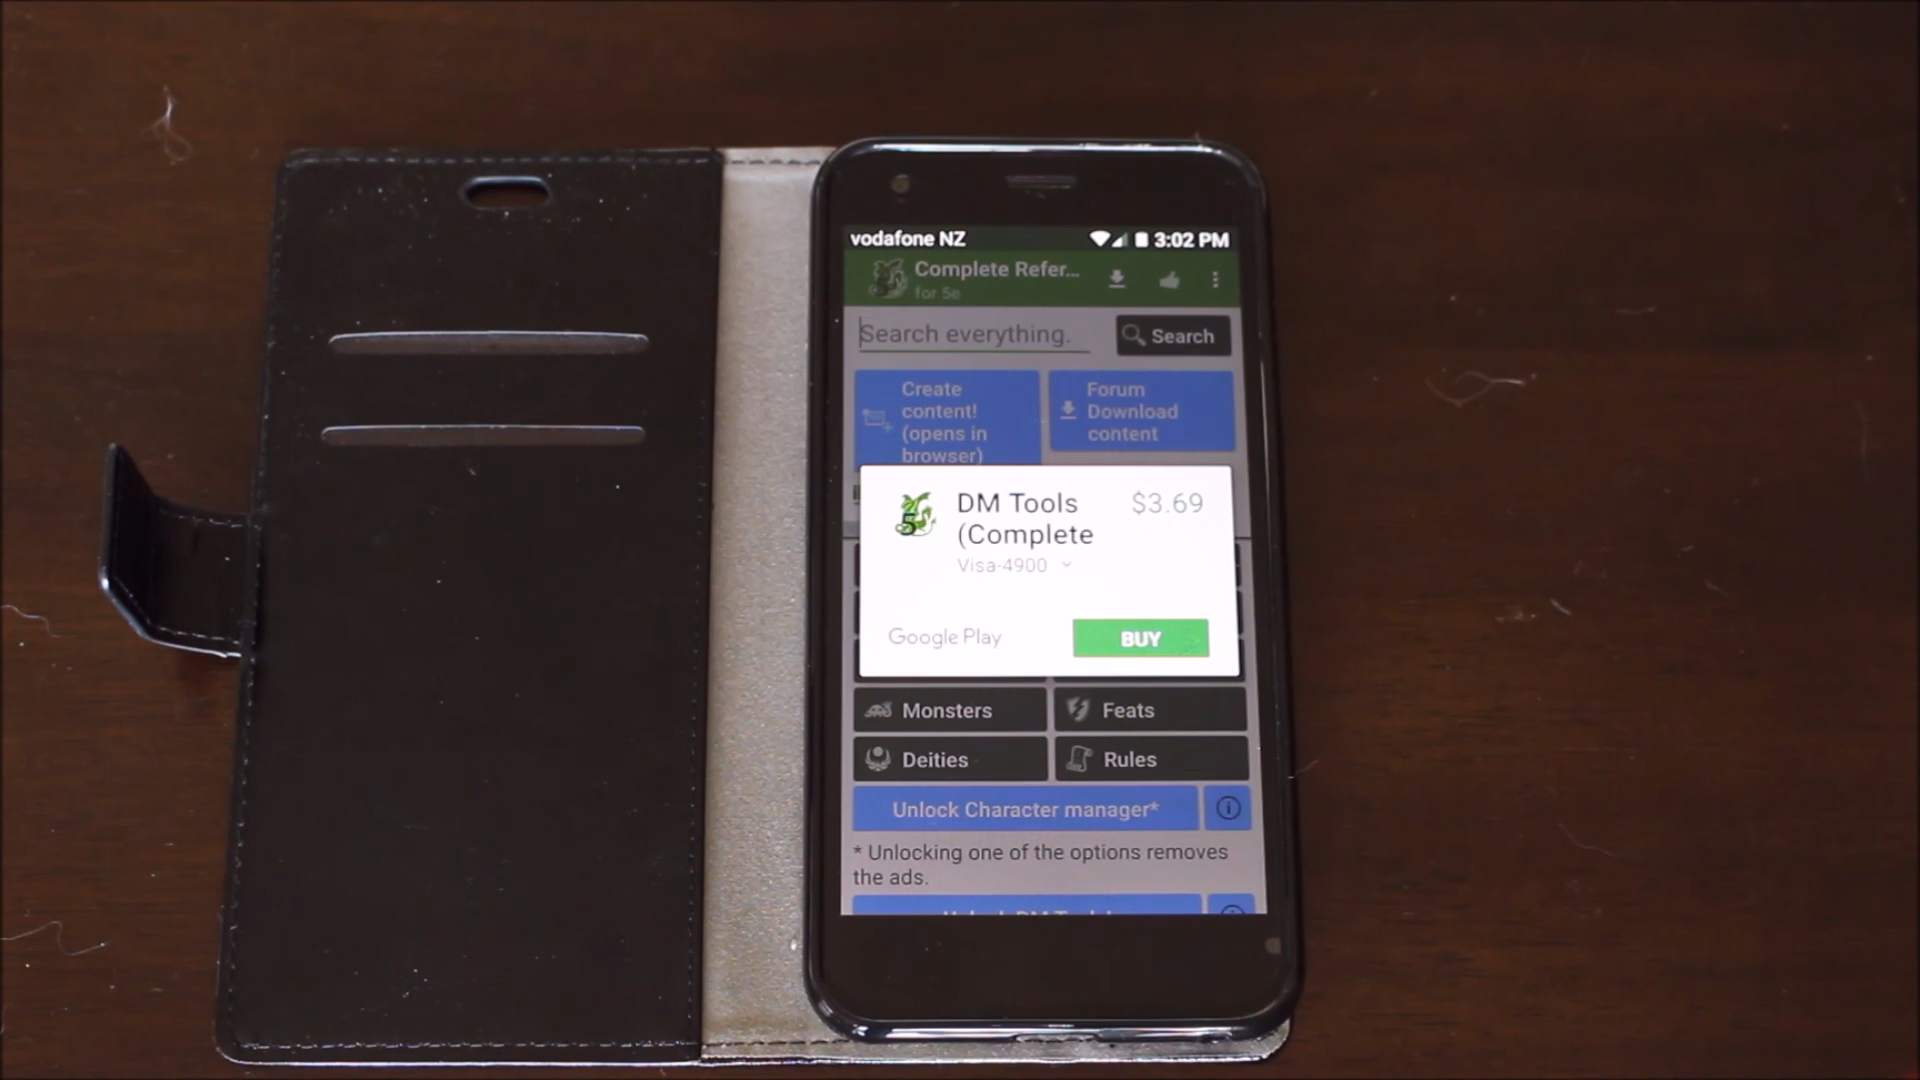 vodafone NZ 3:02 PM
Complete Refer...
for 5e
Search everything. Search
Create
content!
(opens in
browser)
Forum
Download
content
DM Tools $3.69
(Complete
Visa-4900
Google Play BUY
Monsters Feats
Deities Rules
Unlock Character manager*
* Unlocking one of the options removes
the ads.